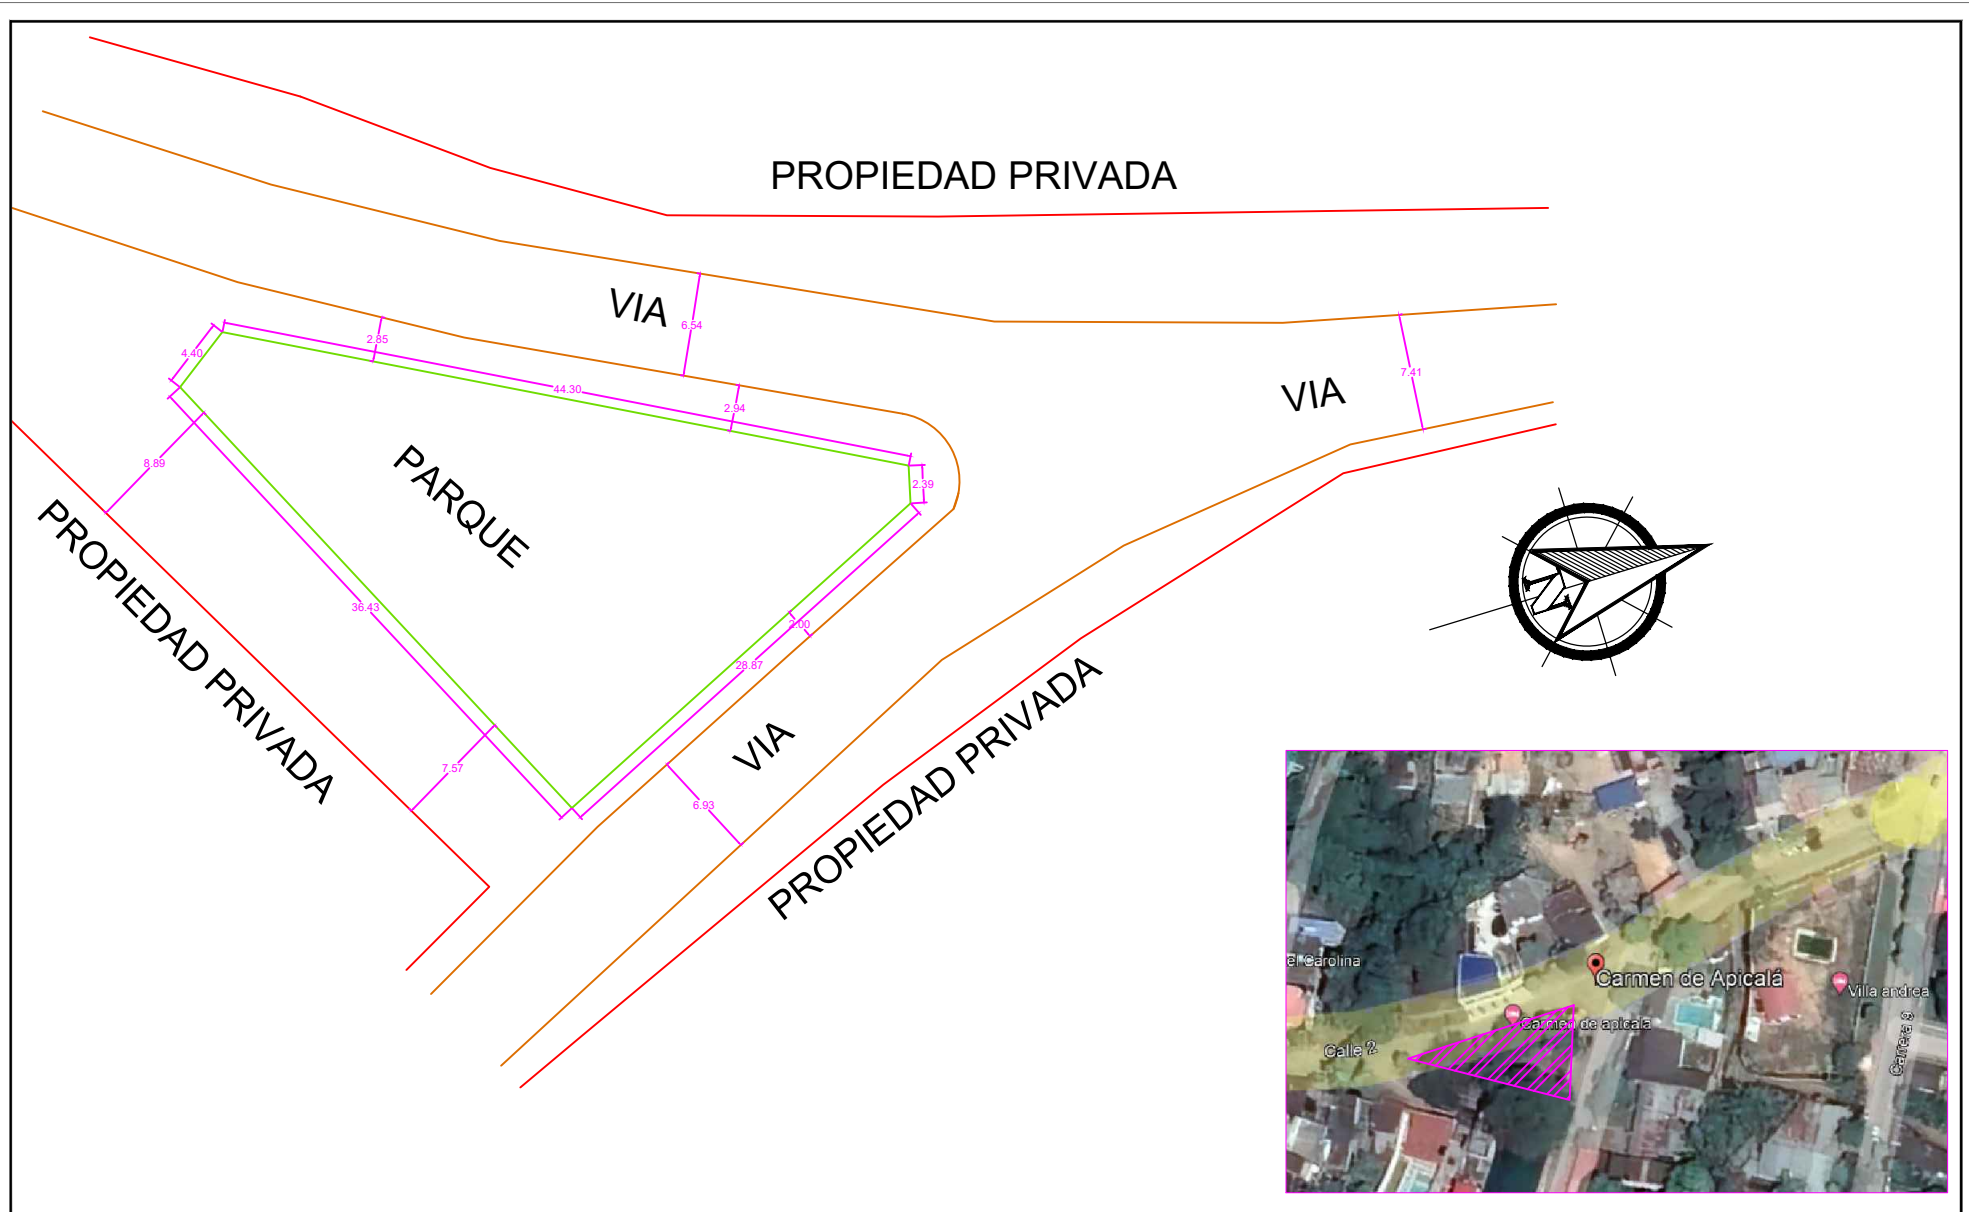 PROPIEDAD PRIVADA
VIA
6.54
2.85
4.40
44.30
2.94
7.41
VIA
8.89
PARQUE
2.39
PROPIEDAD PRIVADA
36.43
2.00
28.87
VIA
7.57
6.93
PROPIEDAD PRIVADA
N
el Carolina
Carmen de Apicalá
Villa andrea
Carmen de apicala
Calle 2
Carrera 9